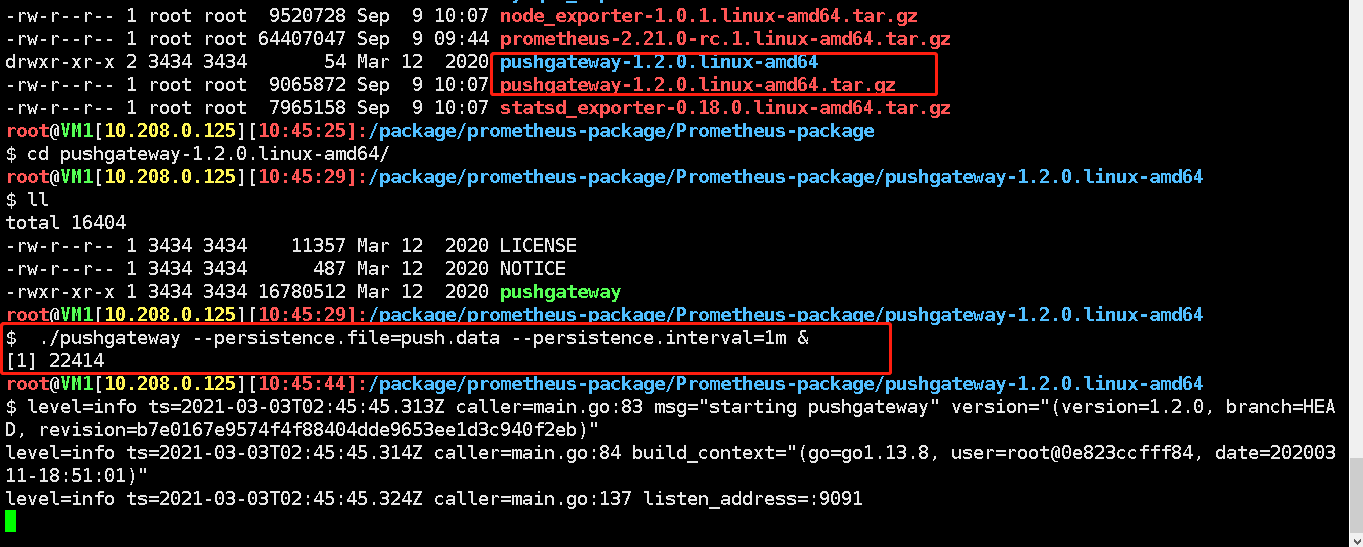 -rw-r--r-- 1 root root  9520728 Sep  9 10:07 node_exporter-1.0.1.linux-amd64.tar.gz
-rw-r--r-- 1 root root 64407047 Sep  9 09:44 prometheus-2.21.0-rc.1.linux-amd64.tar.gz
drwxr-xr-x 2 3434 3434       54 Mar 12  2020 pushgateway-1.2.0.linux-amd64
-rw-r--r-- 1 root root  9065872 Sep  9 10:07 pushgateway-1.2.0.linux-amd64.tar.gz
-rw-r--r-- 1 root root  7965158 Sep  9 10:07 statsd_exporter-0.18.0.linux-amd64.tar.gz
root@VM1[10.208.0.125][10:45:25]:/package/prometheus-package/Prometheus-package
$ cd pushgateway-1.2.0.linux-amd64/
root@VM1[10.208.0.125][10:45:29]:/package/prometheus-package/Prometheus-package/pushgateway-1.2.0.linux-amd64
$ ll
total 16404
-rw-r--r-- 1 3434 3434    11357 Mar 12  2020 LICENSE
-rw-r--r-- 1 3434 3434      487 Mar 12  2020 NOTICE
-rwxr-xr-x 1 3434 3434 16780512 Mar 12  2020 pushgateway
root@VM1[10.208.0.125][10:45:29]:/package/prometheus-package/Prometheus-package/pushgateway-1.2.0.linux-amd64
$  ./pushgateway --persistence.file=push.data --persistence.interval=1m &
[1] 22414
root@VM1[10.208.0.125][10:45:44]:/package/prometheus-package/Prometheus-package/pushgateway-1.2.0.linux-amd64
$ level=info ts=2021-03-03T02:45:45.313Z caller=main.go:83 msg="starting pushgateway" version="(version=1.2.0, branch=HEA
D, revision=b7e0167e9574f4f88404dde9653ee1d3c940f2eb)"
level=info ts=2021-03-03T02:45:45.314Z caller=main.go:84 build_context="(go=go1.13.8, user=root@0e823ccfff84, date=202003
11-18:51:01)"
level=info ts=2021-03-03T02:45:45.324Z caller=main.go:137 listen_address=:9091